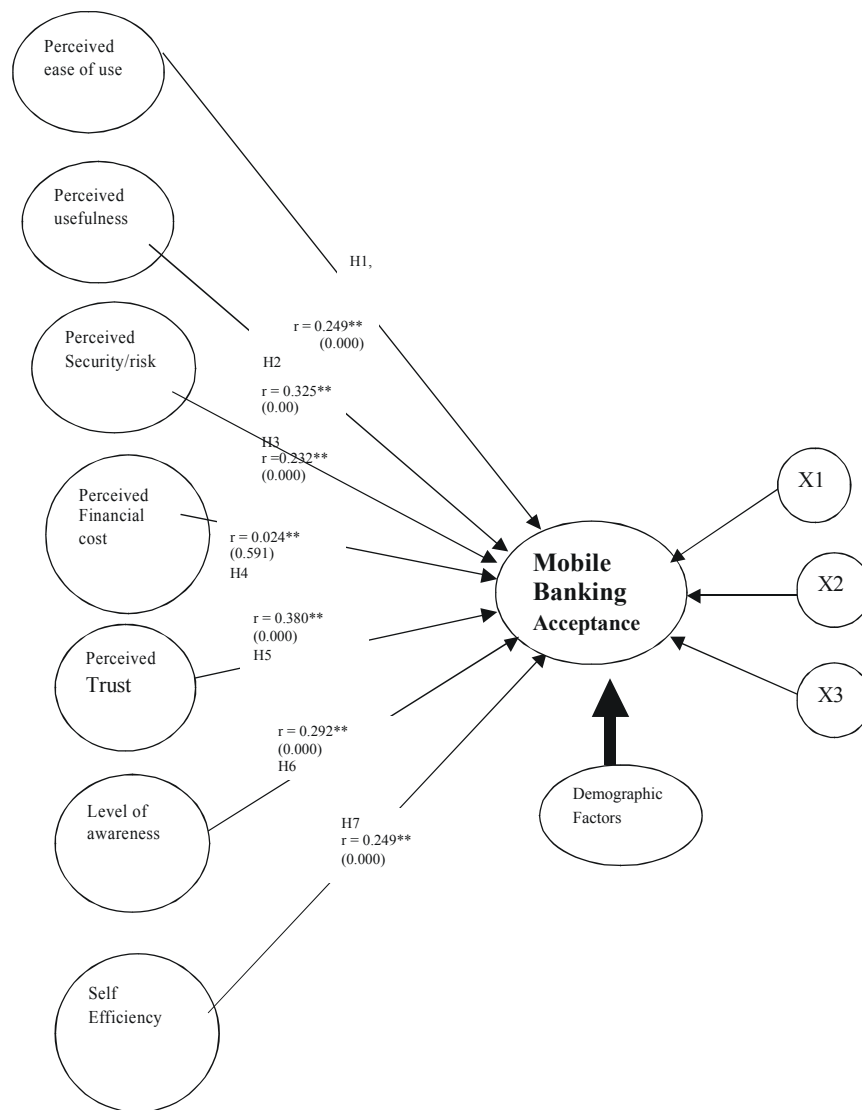 Perceived
ease of use
Perceived
usefulness
H1,
r = 0.249**
(0.000)
Perceived
Security/risk
H2
r = 0.325**
(0.00)
H3
r =0.232**
(0.000)
Perceived
Financial
cost
r = 0.024**
(0.591)
H4
X1
Mobile
Banking
Acceptance
X2
r = 0.380**
(0.000)
H5
Perceived
Trust
X3
r = 0.292**
(0.000)
H6
Level of
awareness
Demographic
Factors
H7
r = 0.249**
(0.000)
Self
Efficiency